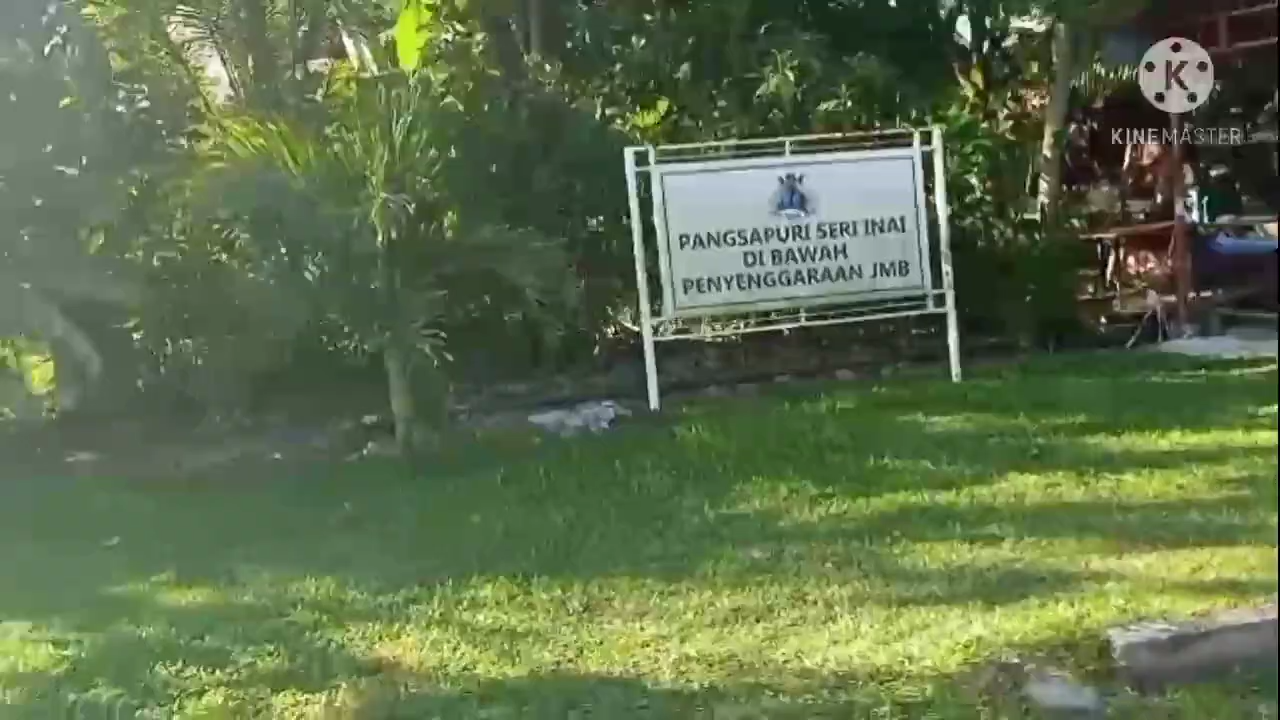 K
KINEMASTER
PANGSAPURI SERI INAI
DI BAWAH
PENYENGGARAAN JMB